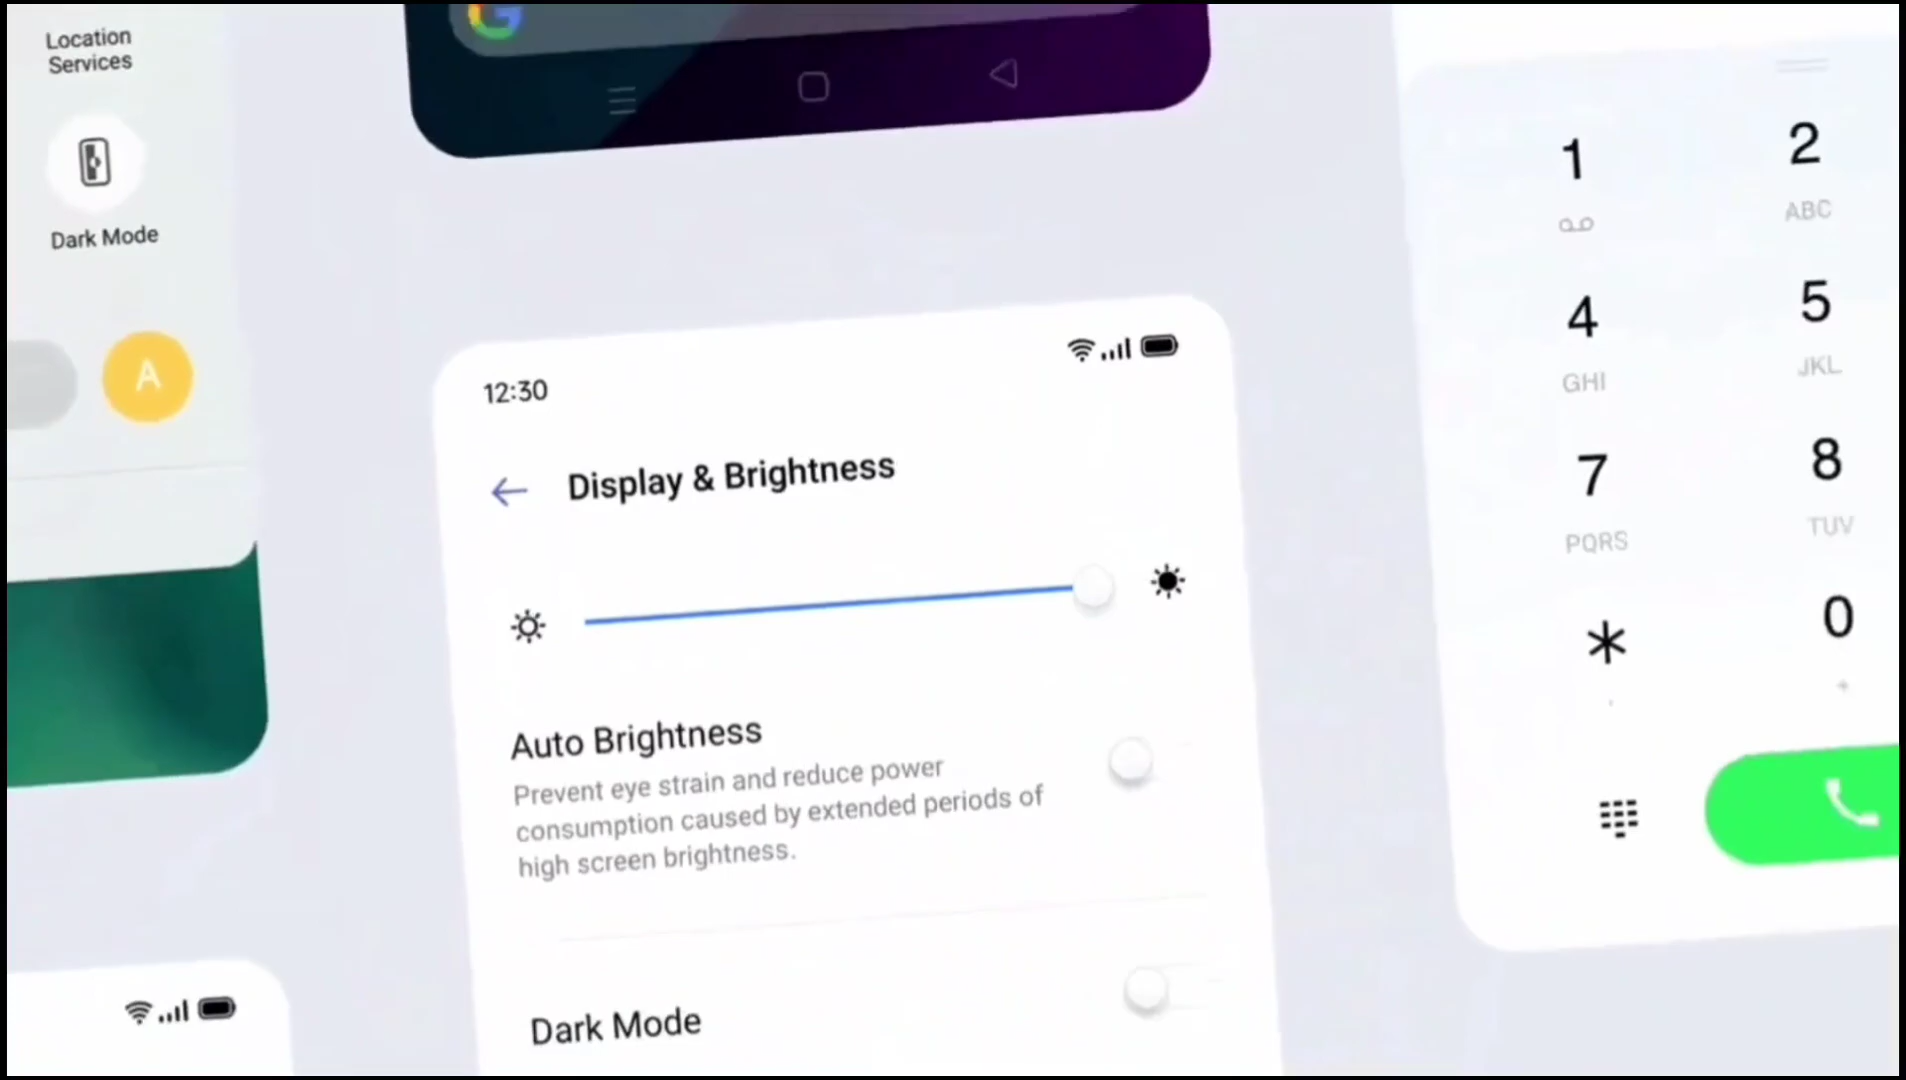 Location
Services
Dark Mode
A
G
12:30
Display & Brightness
Auto Brightness
Prevent eye strain and reduce power
consumption caused by extended periods of
high screen brightness.
Dark Mode
1
2
ABC
4
GHI
5
JKL
7
PQRS
8
TUV
*
0
+